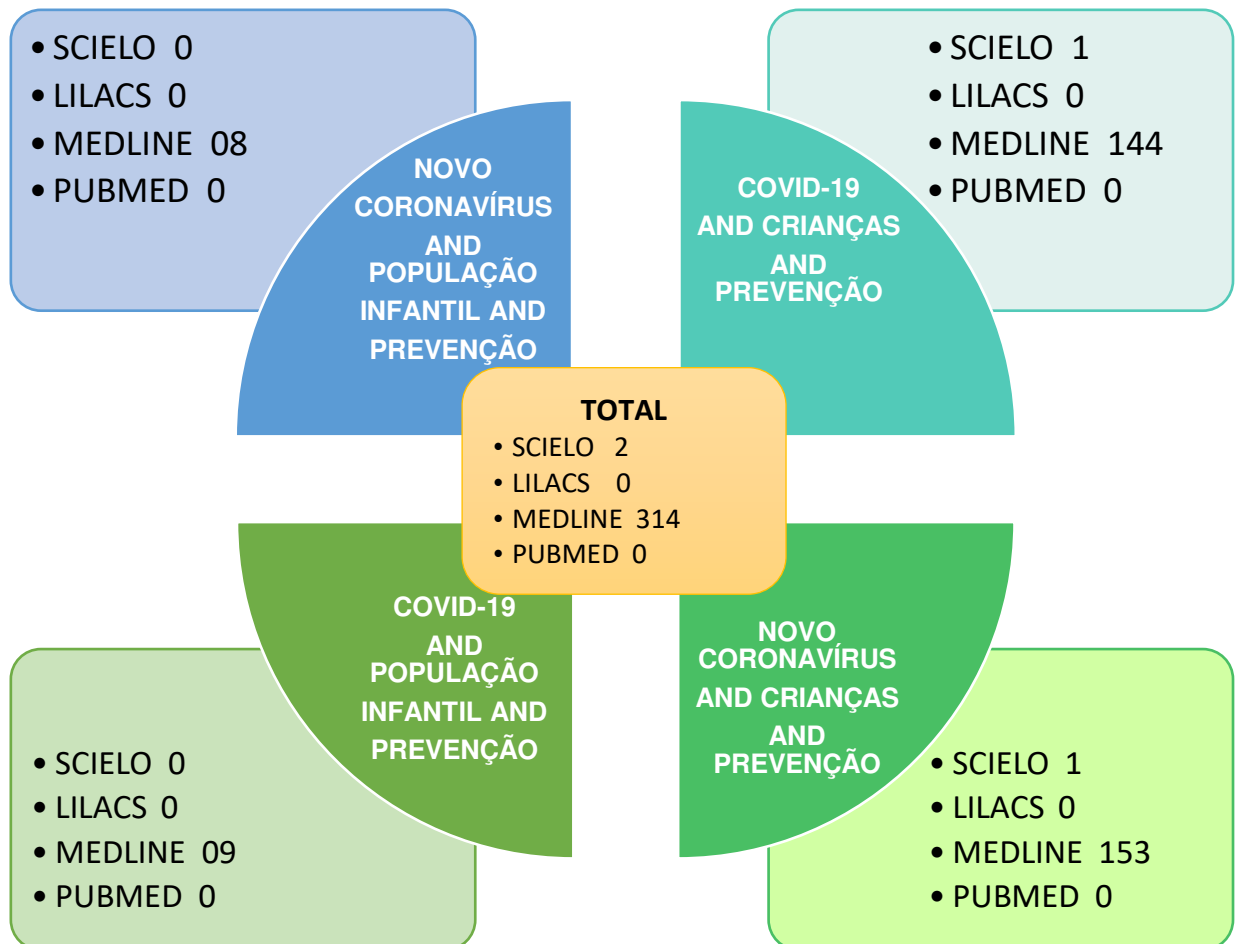 • SCIELO 0
• LILACS 0
• MEDLINE 08
• PUBMED 0
NOVO
CORONAVÍRUS
AND
POPULAÇÃO
INFANTIL AND
PREVENÇÃO
• SCIELO 1
• LILACS 0
• MEDLINE 144
• PUBMED 0
COVID-19
AND CRIANÇAS
AND
PREVENÇÃO
TOTAL
• SCIELO 2
• LILACS 0
• MEDLINE 314
• PUBMED 0
COVID-19
AND
POPULAÇÃO
INFANTIL AND
PREVENÇÃO
• SCIELO 0
• LILACS 0
• MEDLINE 09
• PUBMED 0
NOVO
CORONAVÍRUS
AND CRIANÇAS
AND
PREVENÇÃO
• SCIELO 1
• LILACS 0
• MEDLINE 153
• PUBMED 0